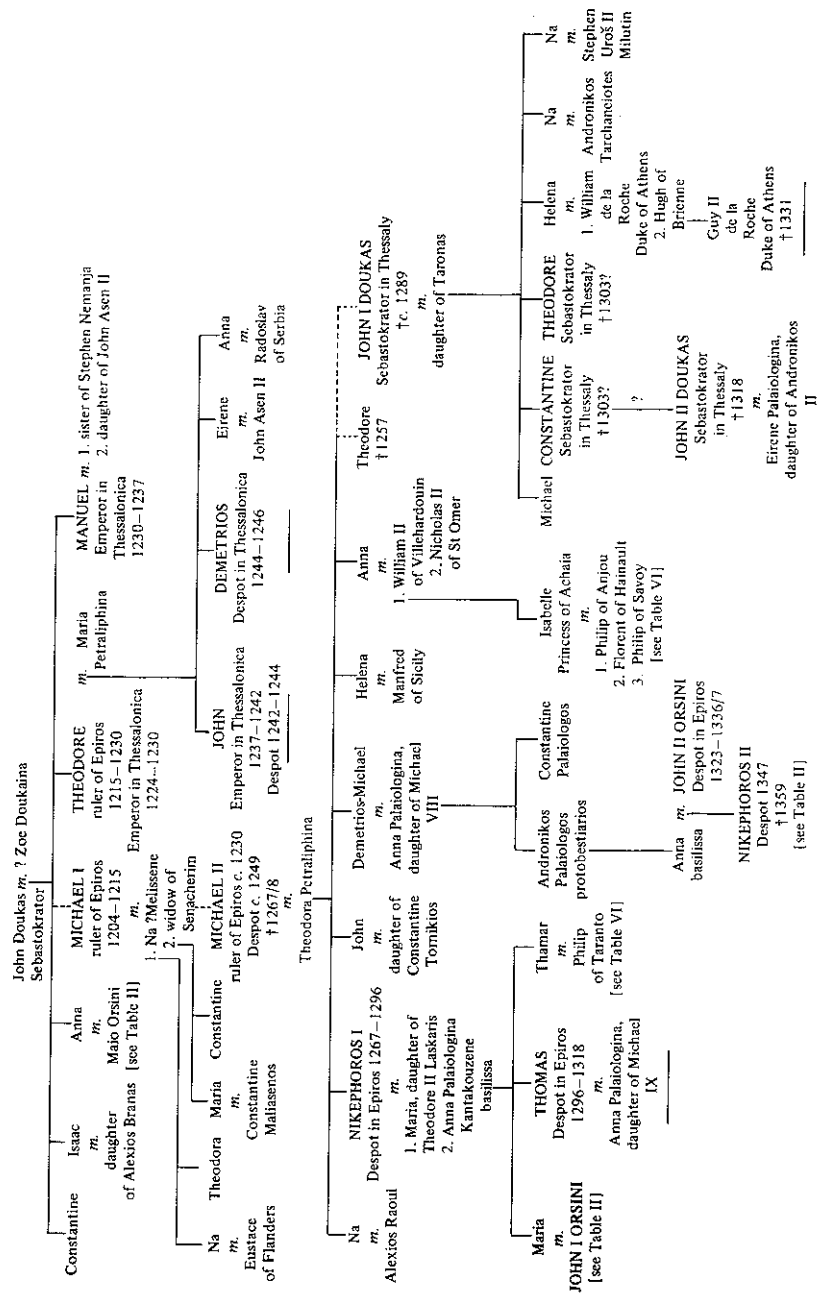 John Doukas m. ? Zoe Doukaina
Sebastokrator
Constantine
Isaac
m.
daughter
of Alexios Branas
Anna
m.
Maio Orsini
[see Table II]
MICHAEL I
ruler of Epiros
1204–1215
m.
1. Na ?Melissene
2. widow of
Senacherim
THEODORE
ruler of Epiros
1215–1230
Emperor in Thessalonica
1224–1230
m.
Maria
Petraliphina
MANUEL m. 1. sister of Stephen Nemanja
2. daughter of John Asen II
Emperor in
Thessalonica
1230–1237
Na
m.
Eustace
of Flanders
Theodora
Maria
m.
Constantine
Maliasenos
Constantine
MICHAEL II
ruler of Epiros c. 1230
Despot c. 1249
†1267/8
m.
Theodora Petraliphina
JOHN
Emperor in Thessalonica
1237–1242
Despot 1242–1244
DEMETRIOS
Despot in Thessalonica
1244–1246
Eirene
m.
John Asen II
Anna
m.
Radoslav
of Serbia
Na
m.
Alexios Raoul
NIKEPHOROS I
Despot in Epiros 1267–1296
m.
1. Maria, daughter of
Theodore II Laskaris
2. Anna Palaiologina
Kantakouzene
basilissa
John
m.
daughter of
Constantine
Tornikios
Demetrios-Michael
m.
Anna Palaiologina,
daughter of Michael
VIII
Helena
m.
Manfred
of Sicily
Anna
m.
1. William II
of Villehardouin
2. Nicholas II
of St Omer
Theodore
†1257
JOHN I DOUKAS
Sebastokrator in Thessaly
†c. 1289
m.
daughter of Taronas
Maria
m.
JOHN I ORSINI
[see Table II]
THOMAS
Despot in Epiros
1296–1318
m.
Anna Palaiologina,
daughter of Michael
IX
Thamar
m.
Philip
of Taranto
[see Table VI]
Andronikos
Palaiologos
protobestiarios
Constantine
Palaiologos
Anna m. JOHN II ORSINI
basilissa
Despot in Epiros
1323–1336/7
NIKEPHOROS II
Despot 1347
†1359
[see Table II]
Isabelle
Princess of Achaia
m.
1. Philip of Anjou
2. Florent of Hainault
3. Philip of Savoy
[see Table VI]
Michael
CONSTANTINE
Sebastokrator
in Thessaly
†1303?
?
JOHN II DOUKAS
Sebastokrator
in Thessaly
†1318
m.
Eirene Palaiologina,
daughter of Andronikos
II
THEODORE
Sebastokrator
in Thessaly
†1303?
Helena
m.
1. William
de la
Roche
Duke of Athens
2. Hugh of
Brienne
Guy II
de la
Roche
Duke of Athens
†1331
Na
m.
Andronikos
Tarchaneiotes
Na
m.
Stephen
Uroš II
Milutin